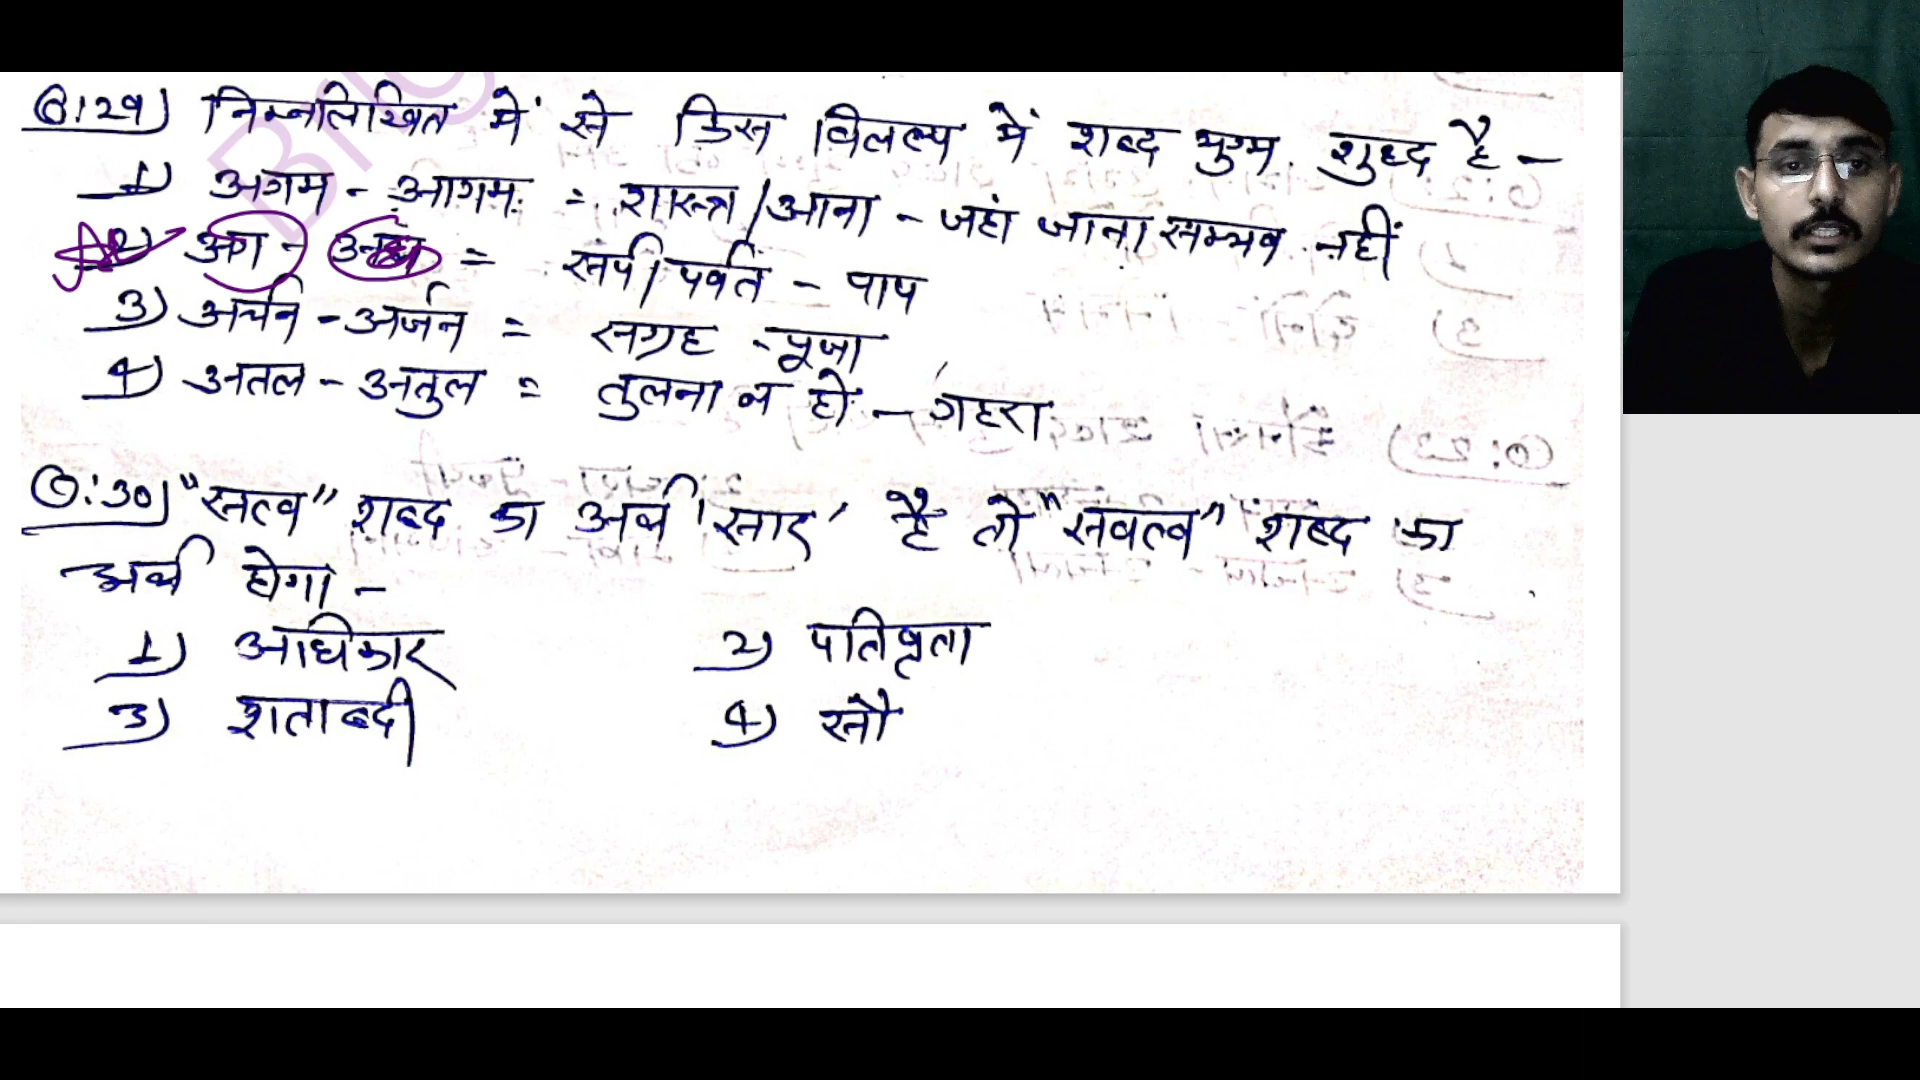 Q:29) निम्नलिखित में से किस विकल्प में शब्द युग्म शुद्ध है –
1) अगम - आगम = शास्त्र/आना - जहां जाना सम्भव नहीं
2) अग - अघ = सर्प/पर्वत - पाप
3) अर्चन - अर्जन = संग्रह - पूजा
4) अतल - अतुल = तुलना न हो - गहरा
Q:30) "सत्व" शब्द का अर्थ 'सार' है तो "सवत्व" शब्द का
अर्थ होगा -
1) अधिकार 2) पतिव्रता
3) शताब्दी 4) सौ